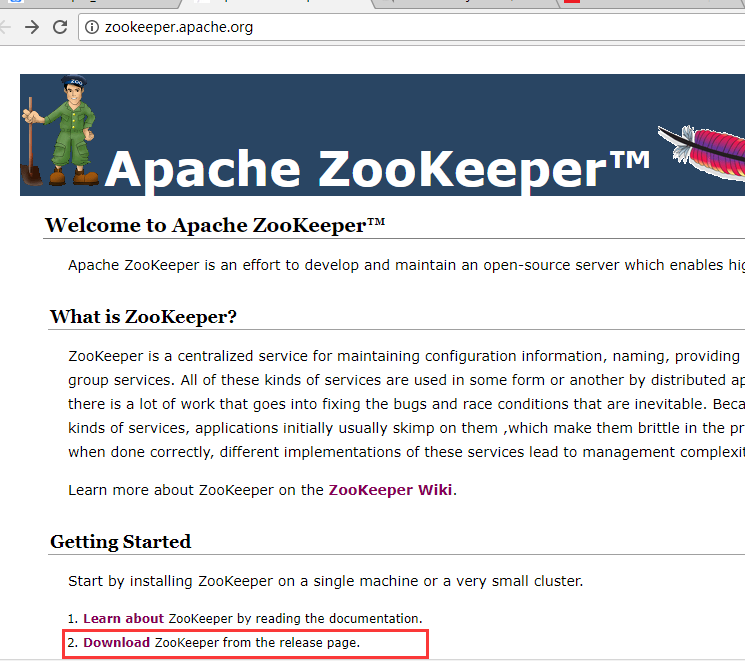 zookeeper.apache.org
ZOO
Apache ZooKeeper™
Welcome to Apache ZooKeeper™
Apache ZooKeeper is an effort to develop and maintain an open-source server which enables hig
What is ZooKeeper?
ZooKeeper is a centralized service for maintaining configuration information, naming, providing
group services. All of these kinds of services are used in some form or another by distributed ap
there is a lot of work that goes into fixing the bugs and race conditions that are inevitable. Beca
kinds of services, applications initially usually skimp on them ,which make them brittle in the pr
when done correctly, different implementations of these services lead to management complexit
Learn more about ZooKeeper on the ZooKeeper Wiki.
Getting Started
Start by installing ZooKeeper on a single machine or a very small cluster.
1. Learn about ZooKeeper by reading the documentation.
2. Download ZooKeeper from the release page.